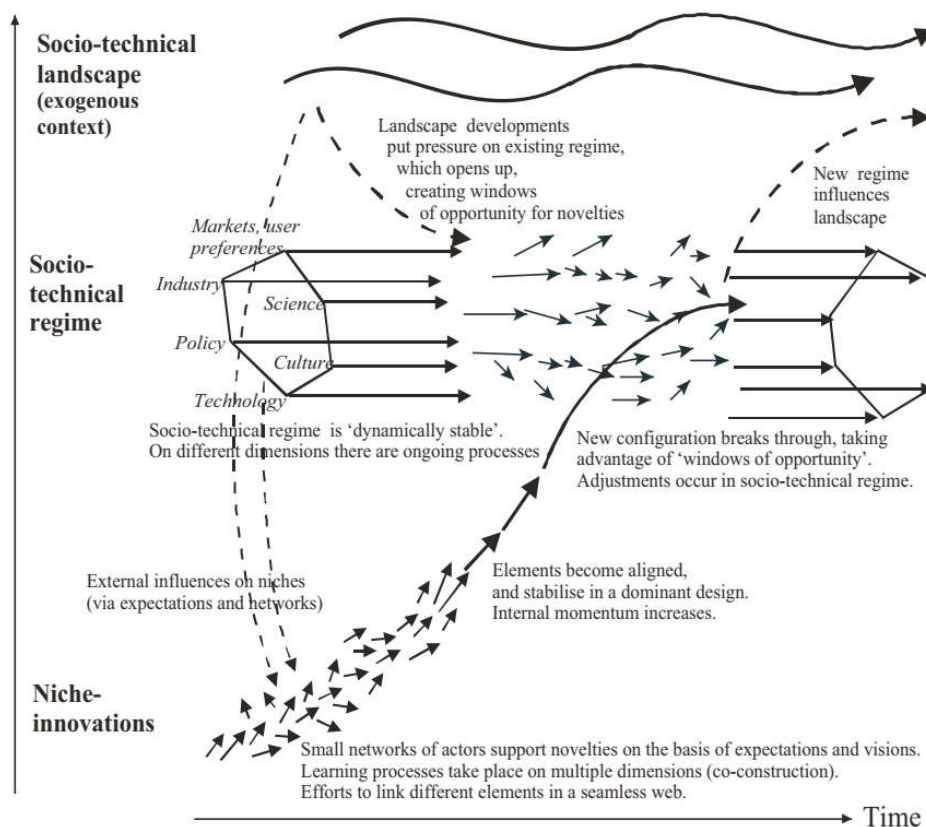 Socio-technical
landscape
(exogenous
context)
Landscape developments
put pressure on existing regime,
which opens up,
creating windows
of opportunity for novelties
New regime
influences
landscape
Markets, user
preferences
Socio-
technical
regime
Industry
Science
Policy
Culture
Technology
Socio-technical regime is ‘dynamically stable’.
On different dimensions there are ongoing processes
New configuration breaks through, taking
advantage of ‘windows of opportunity’.
Adjustments occur in socio-technical regime.
External influences on niches
(via expectations and networks)
Elements become aligned,
and stabilise in a dominant design.
Internal momentum increases.
Niche-
innovations
Small networks of actors support novelties on the basis of expectations and visions.
Learning processes take place on multiple dimensions (co-construction).
Efforts to link different elements in a seamless web.
Time